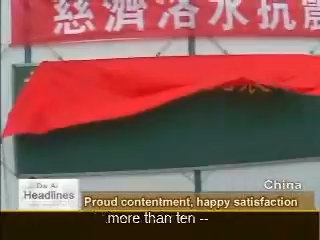 慈濟洛水抗震
China
Da Ai
Headlines
Proud contentment, happy satisfaction
more than ten --